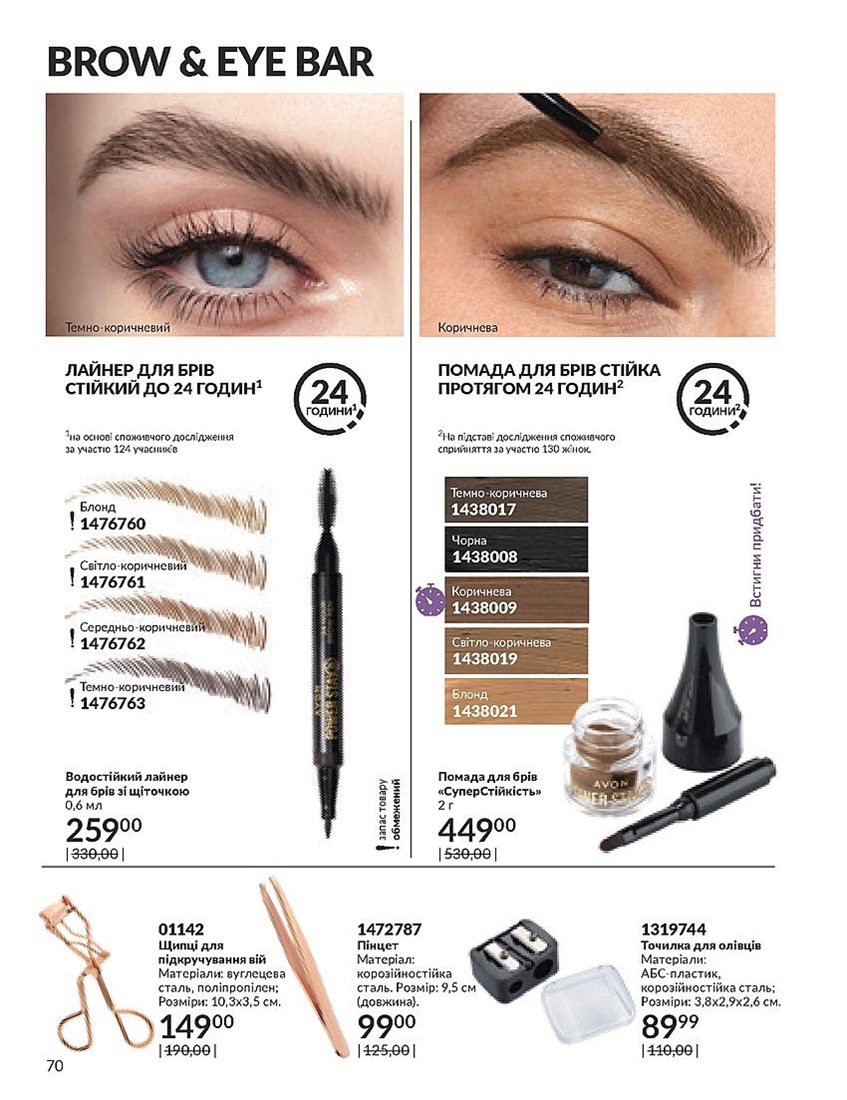 BROW & EYE BAR
Темно-коричневий
Коричнева
ЛАЙНЕР ДЛЯ БРІВ
СТІЙКИЙ ДО 24 ГОДИН¹
24
ГОДИНИ¹
¹на основі споживчого дослідження
за участю 124 учасників
Блонд
! 1476760
Світло-коричневий
! 1476761
Середньо-коричневий
! 1476762
Темно-коричневий
! 1476763
Водостійкий лайнер
для брів зі щіточкою
0,6 мл
259⁰⁰
|330,00|
! запас товару
обмежений
ПОМАДА ДЛЯ БРІВ СТІЙКА
ПРОТЯГОМ 24 ГОДИН²
24
ГОДИНИ²
²На підставі дослідження споживчого
сприйняття за участю 130 жінок.
Темно-коричнева
1438017
Чорна
1438008
Коричнева
1438009
Світло-коричнева
1438019
Блонд
1438021
Встигни придбати!
AVON
Помада для брів
«СуперСтійкість»
2 г
449⁰⁰
|530,00|
01142
Щипці для
підкручування вій
Матеріали: вуглецева
сталь, поліпропілен;
Розміри: 10,3х3,5 см.
149⁰⁰
|190,00|
1472787
Пінцет
Матеріал:
корозійностійка
сталь. Розмір: 9,5 см
(довжина).
99⁰⁰
|125,00|
1319744
Точилка для олівців
Матеріали:
АБС-пластик,
корозійностійка сталь;
Розміри: 3,8х2,9х2,6 см.
89⁹⁹
|110,00|
70